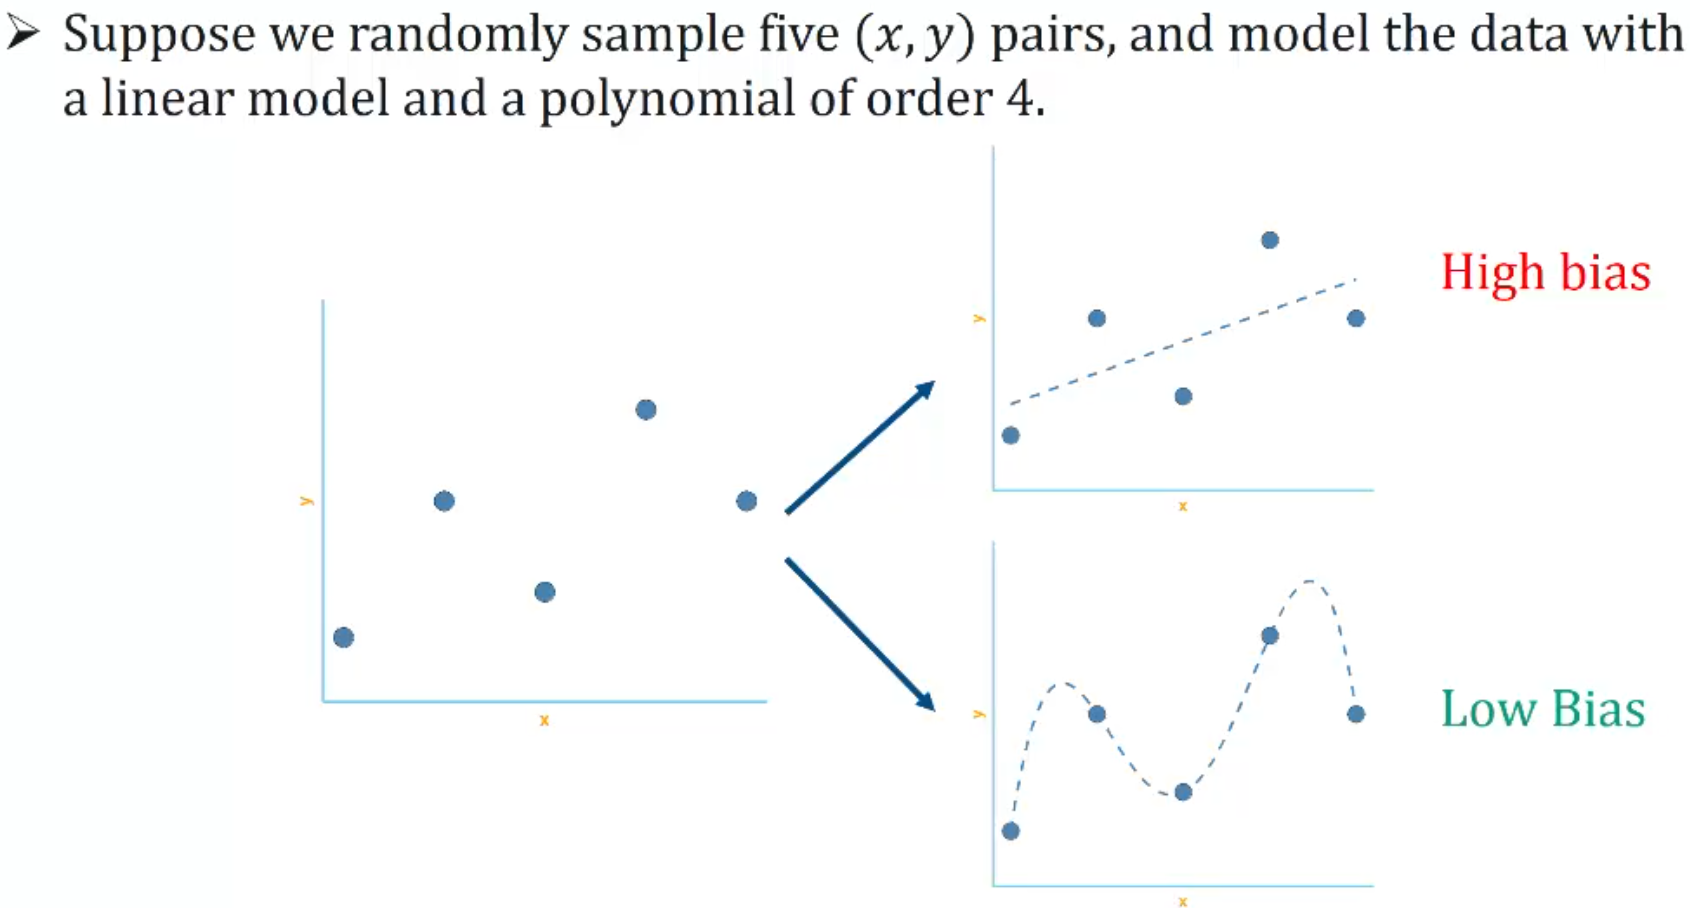 ➤ Suppose we randomly sample five (x, y) pairs, and model the data with
a linear model and a polynomial of order 4.
y
x
y
x
High bias
y
x
Low Bias